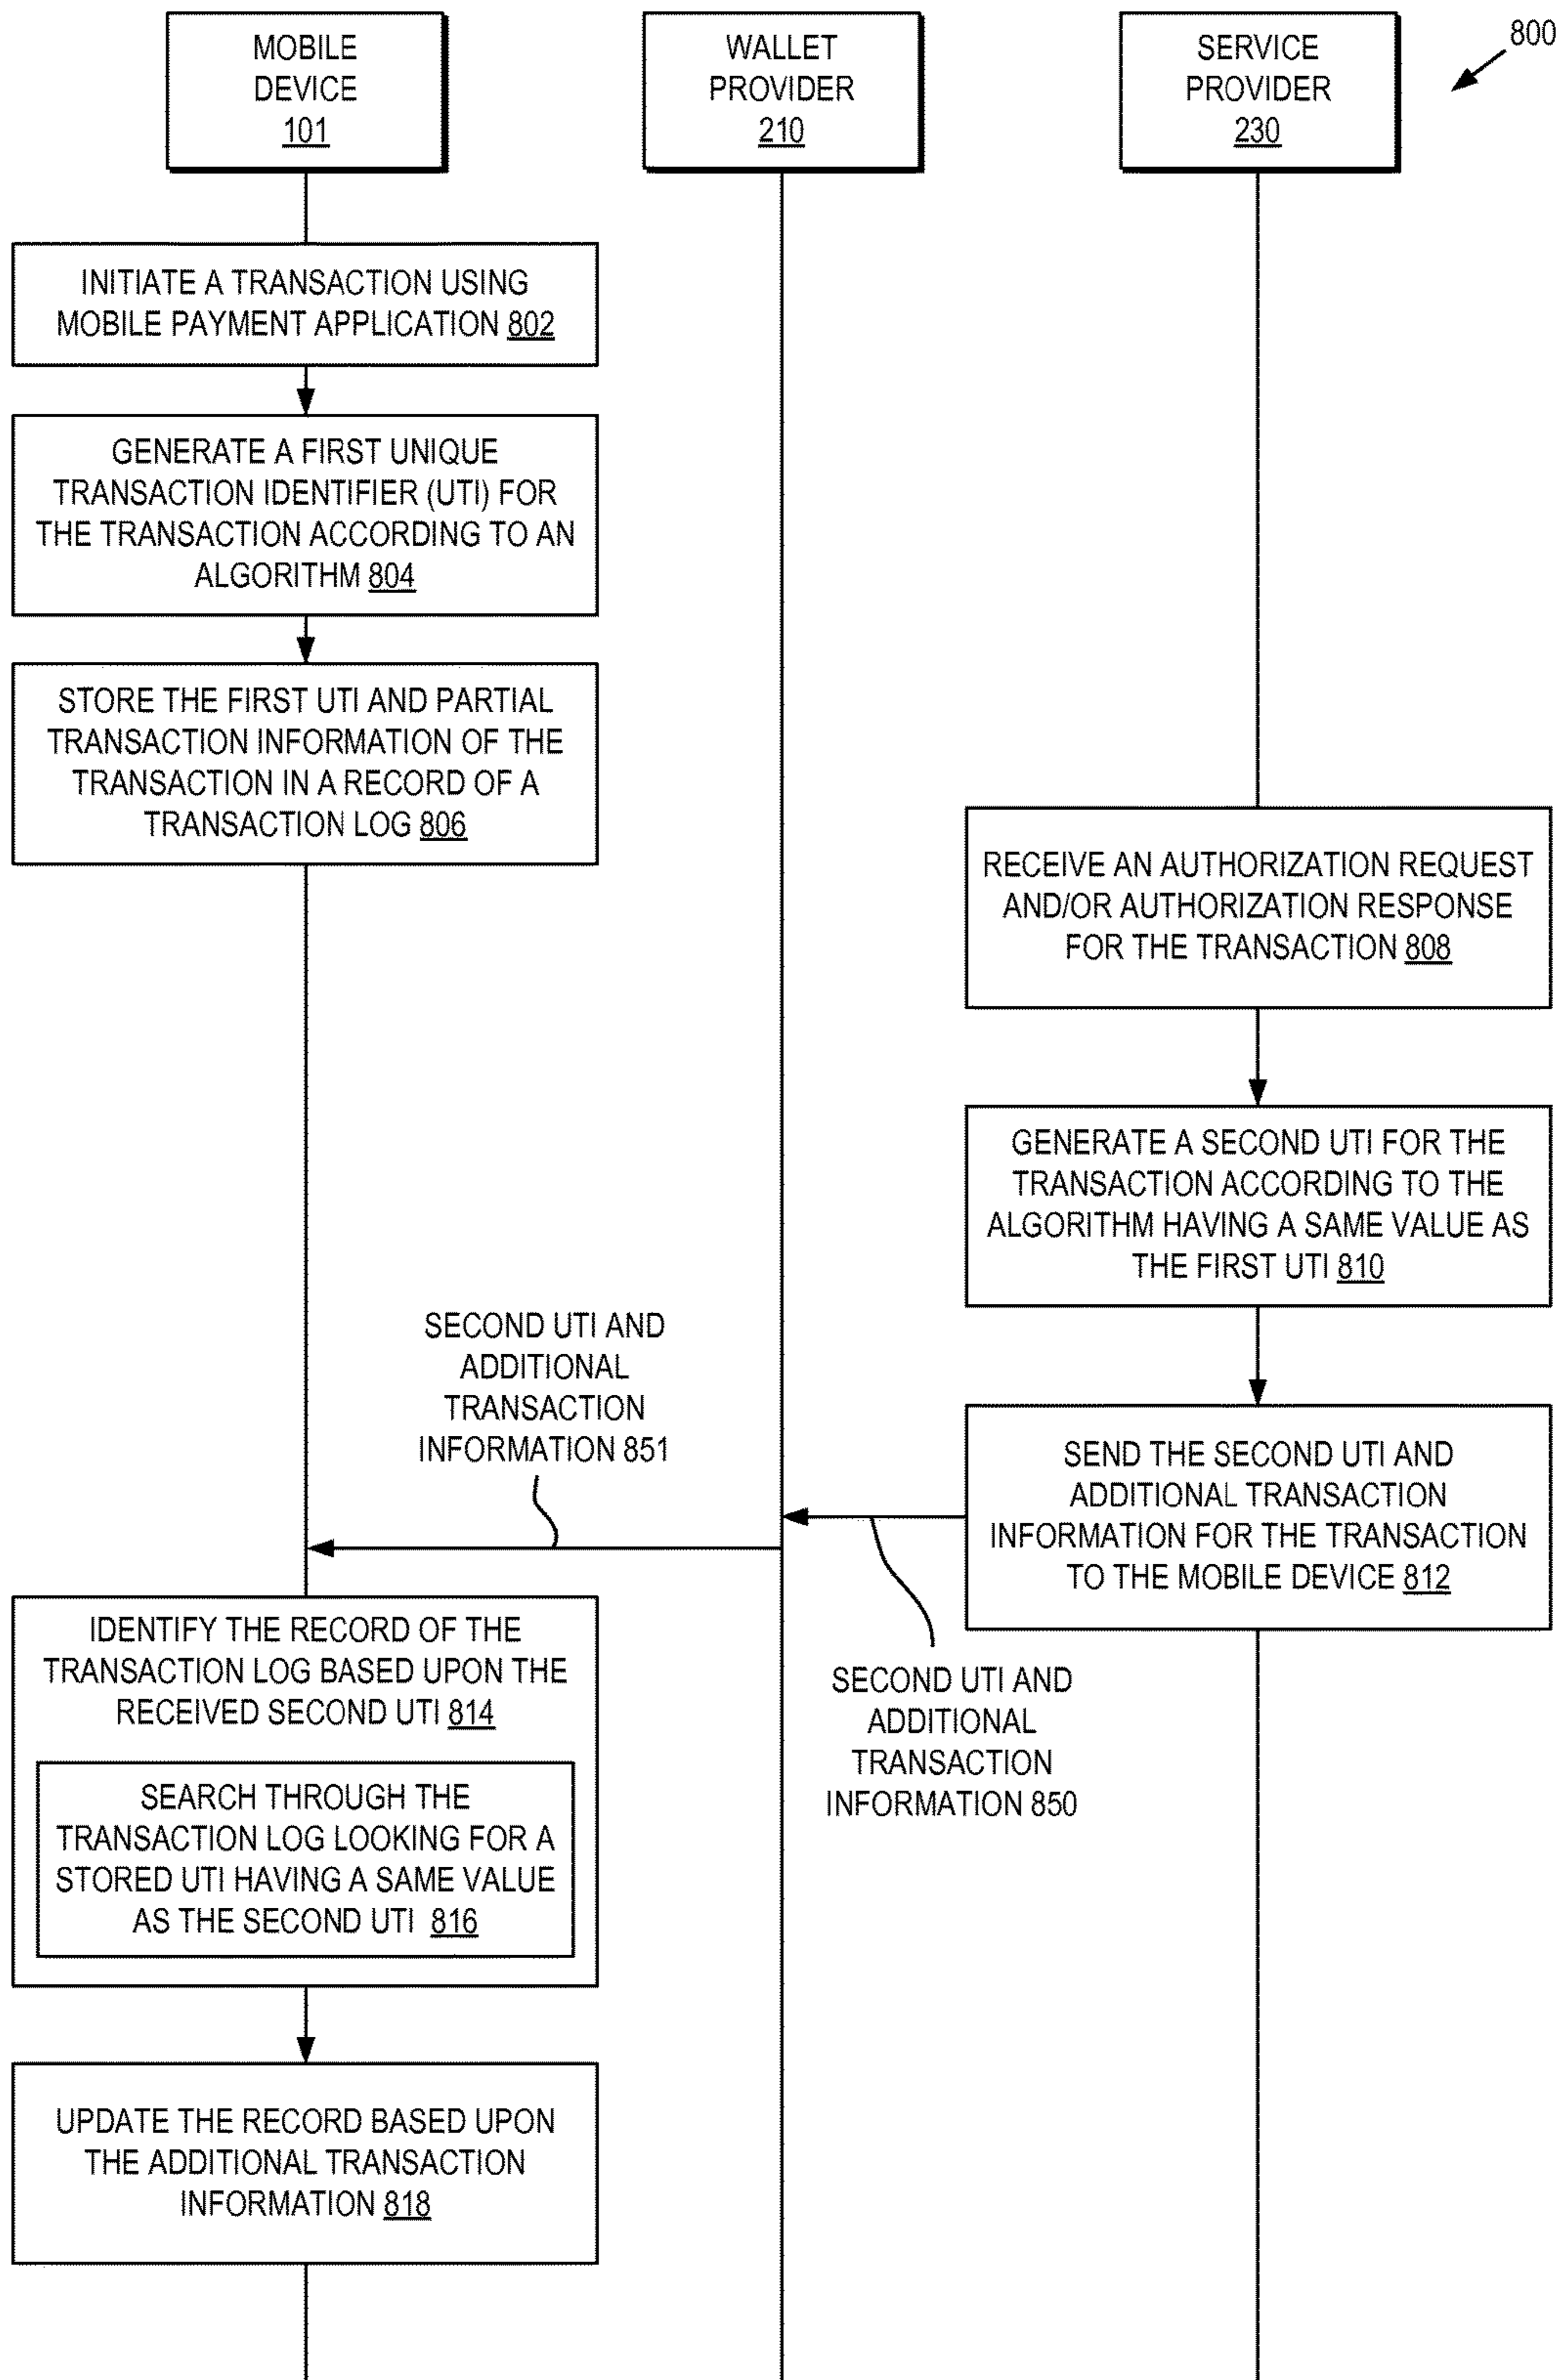 MOBILE
DEVICE
101
WALLET
PROVIDER
210
SERVICE
PROVIDER
230
800
INITIATE A TRANSACTION USING
MOBILE PAYMENT APPLICATION 802
GENERATE A FIRST UNIQUE
TRANSACTION IDENTIFIER (UTI) FOR
THE TRANSACTION ACCORDING TO AN
ALGORITHM 804
STORE THE FIRST UTI AND PARTIAL
TRANSACTION INFORMATION OF THE
TRANSACTION IN A RECORD OF A
TRANSACTION LOG 806
RECEIVE AN AUTHORIZATION REQUEST
AND/OR AUTHORIZATION RESPONSE
FOR THE TRANSACTION 808
GENERATE A SECOND UTI FOR THE
TRANSACTION ACCORDING TO THE
ALGORITHM HAVING A SAME VALUE AS
THE FIRST UTI 810
SECOND UTI AND
ADDITIONAL
TRANSACTION
INFORMATION 851
SEND THE SECOND UTI AND
ADDITIONAL TRANSACTION
INFORMATION FOR THE TRANSACTION
TO THE MOBILE DEVICE 812
SECOND UTI AND
ADDITIONAL
TRANSACTION
INFORMATION 850
IDENTIFY THE RECORD OF THE
TRANSACTION LOG BASED UPON THE
RECEIVED SECOND UTI 814
SEARCH THROUGH THE
TRANSACTION LOG LOOKING FOR A
STORED UTI HAVING A SAME VALUE
AS THE SECOND UTI 816
UPDATE THE RECORD BASED UPON
THE ADDITIONAL TRANSACTION
INFORMATION 818